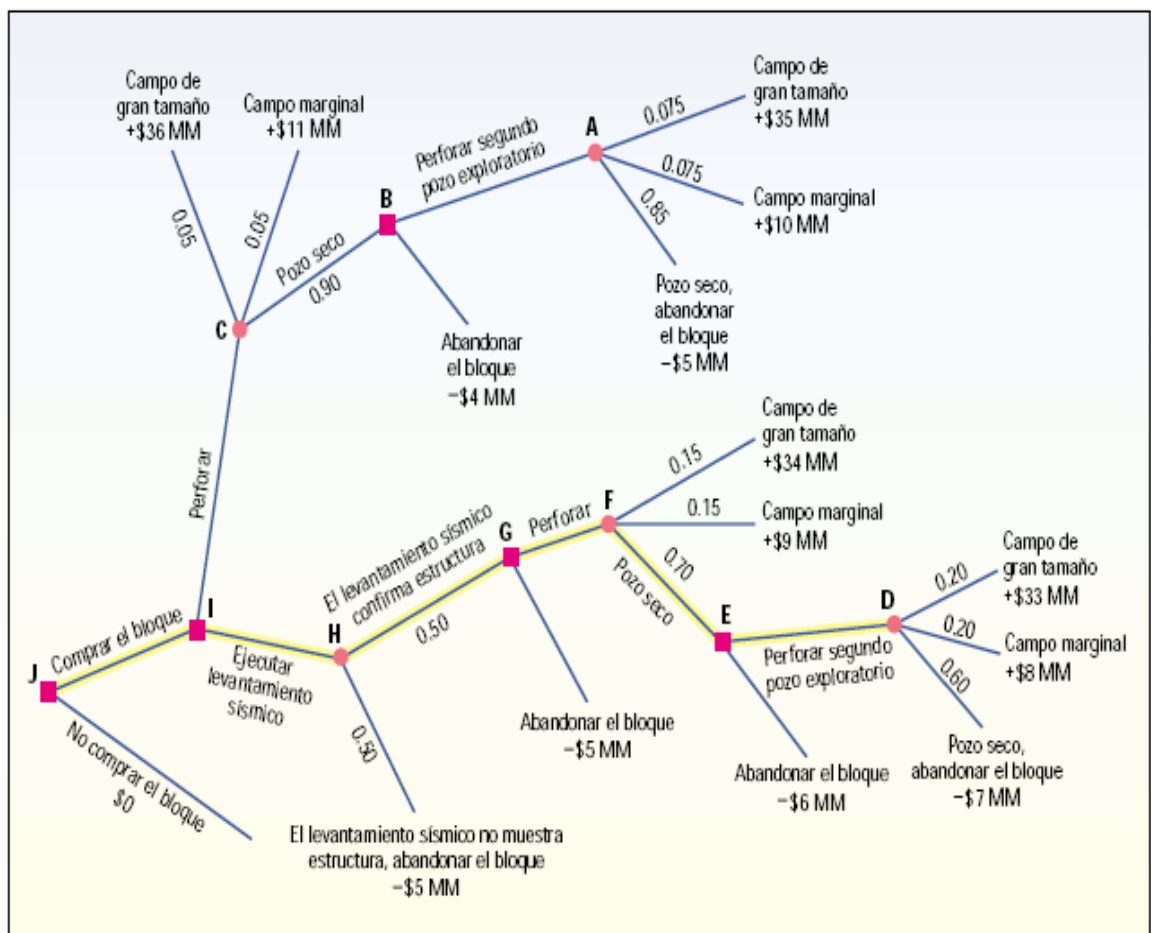 Campo de
gran tamaño
+$36 MM
Campo marginal
+$11 MM
0.05
0.05
C
Pozo seco
0.90
B
Perforar segundo
pozo exploratorio
A
0.075
Campo de
gran tamaño
+$35 MM
0.075
Campo marginal
+$10 MM
0.85
Pozo seco,
abandonar
el bloque
–$5 MM
Abandonar
el bloque
–$4 MM
Perforar
J
Comprar el bloque
I
No comprar el bloque
$0
Ejecutar
levantamiento
sísmico
H
El levantamiento sísmico
confirma estructura
0.50
0.50
El levantamiento sísmico no muestra
estructura, abandonar el bloque
–$5 MM
G
Perforar
Abandonar el bloque
–$5 MM
F
0.15
Campo de
gran tamaño
+$34 MM
0.15
Campo marginal
+$9 MM
0.70
Pozo seco
E
Abandonar el bloque
–$6 MM
Perforar segundo
pozo exploratorio
D
0.20
Campo de
gran tamaño
+$33 MM
0.20
Campo marginal
+$8 MM
0.60
Pozo seco,
abandonar el bloque
–$7 MM